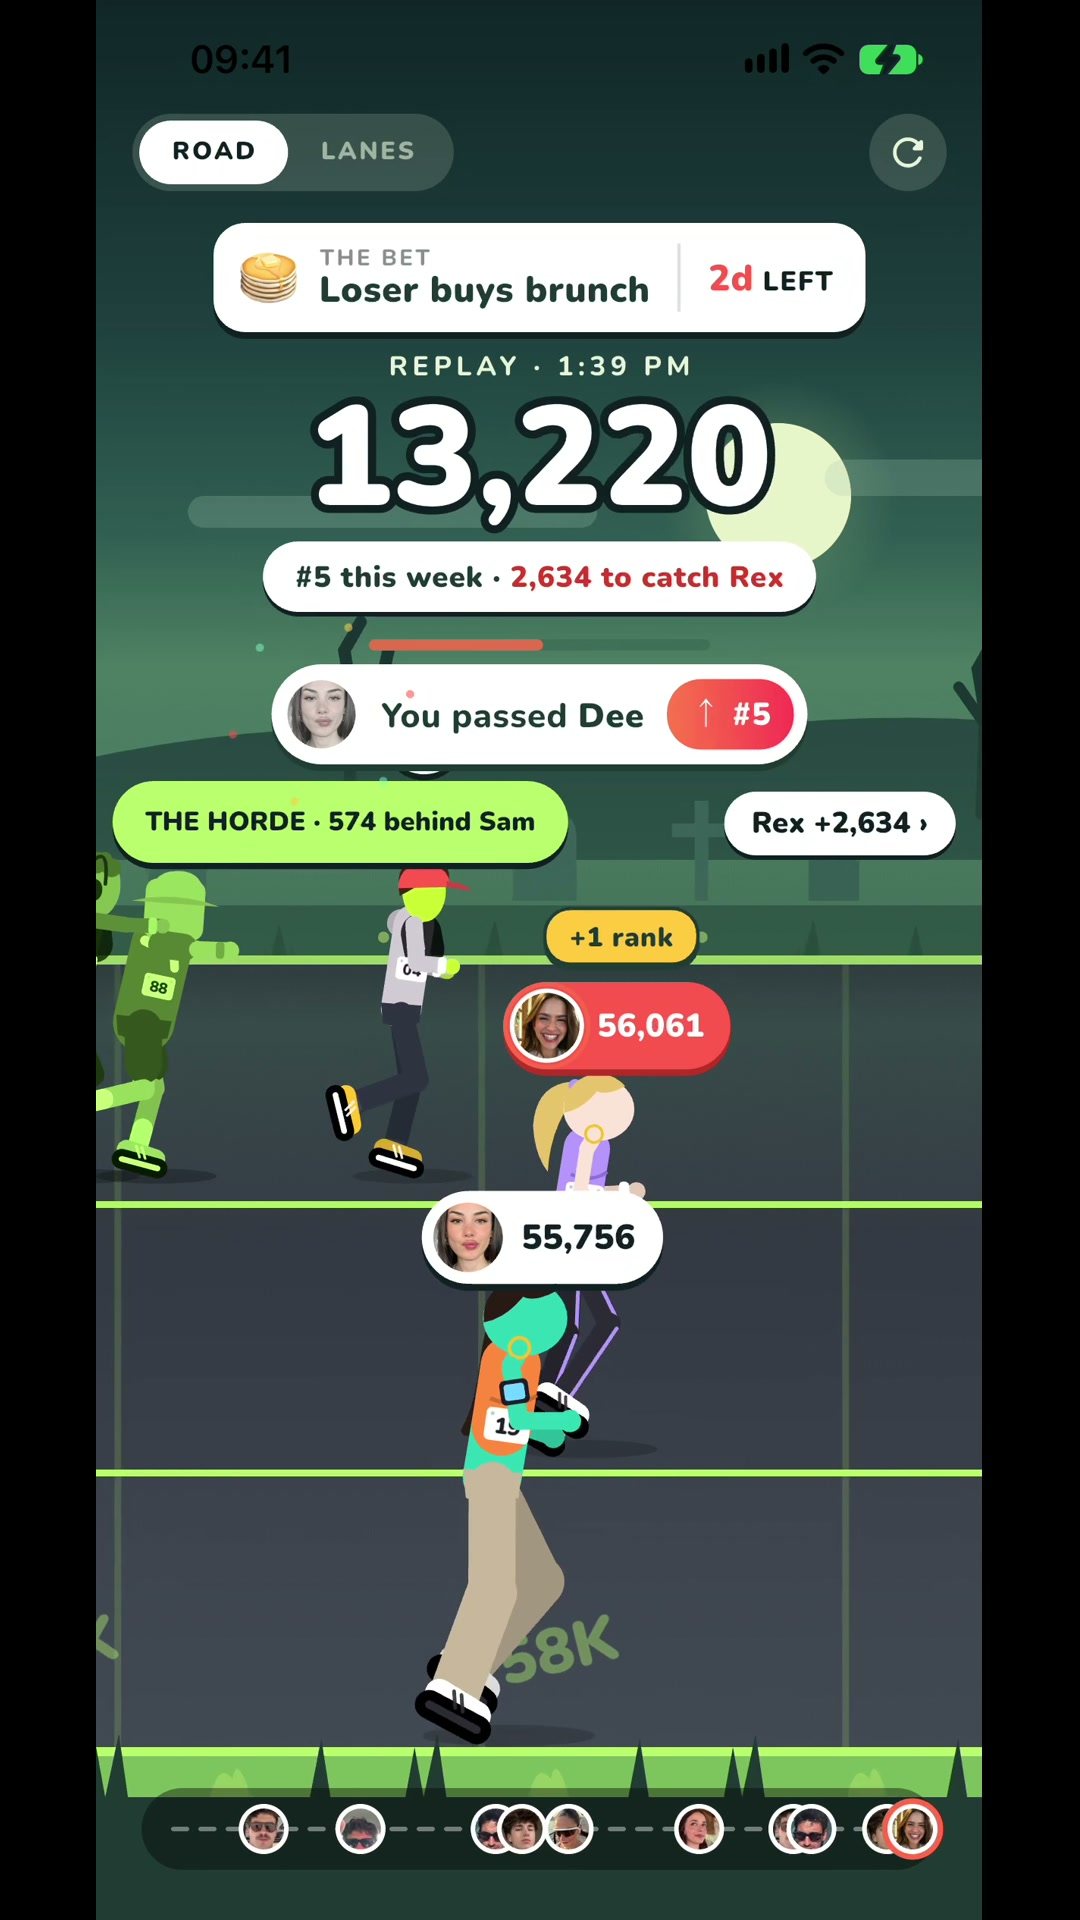 09:41
ROAD
LANES
THE BET
Loser buys brunch
2d LEFT
REPLAY · 1:39 PM
13,220
#5 this week · 2,634 to catch Rex
You passed Dee
↑ #5
THE HORDE · 574 behind Sam
Rex +2,634 ›
88
04
+1 rank
56,061
55,756
19
58K
K